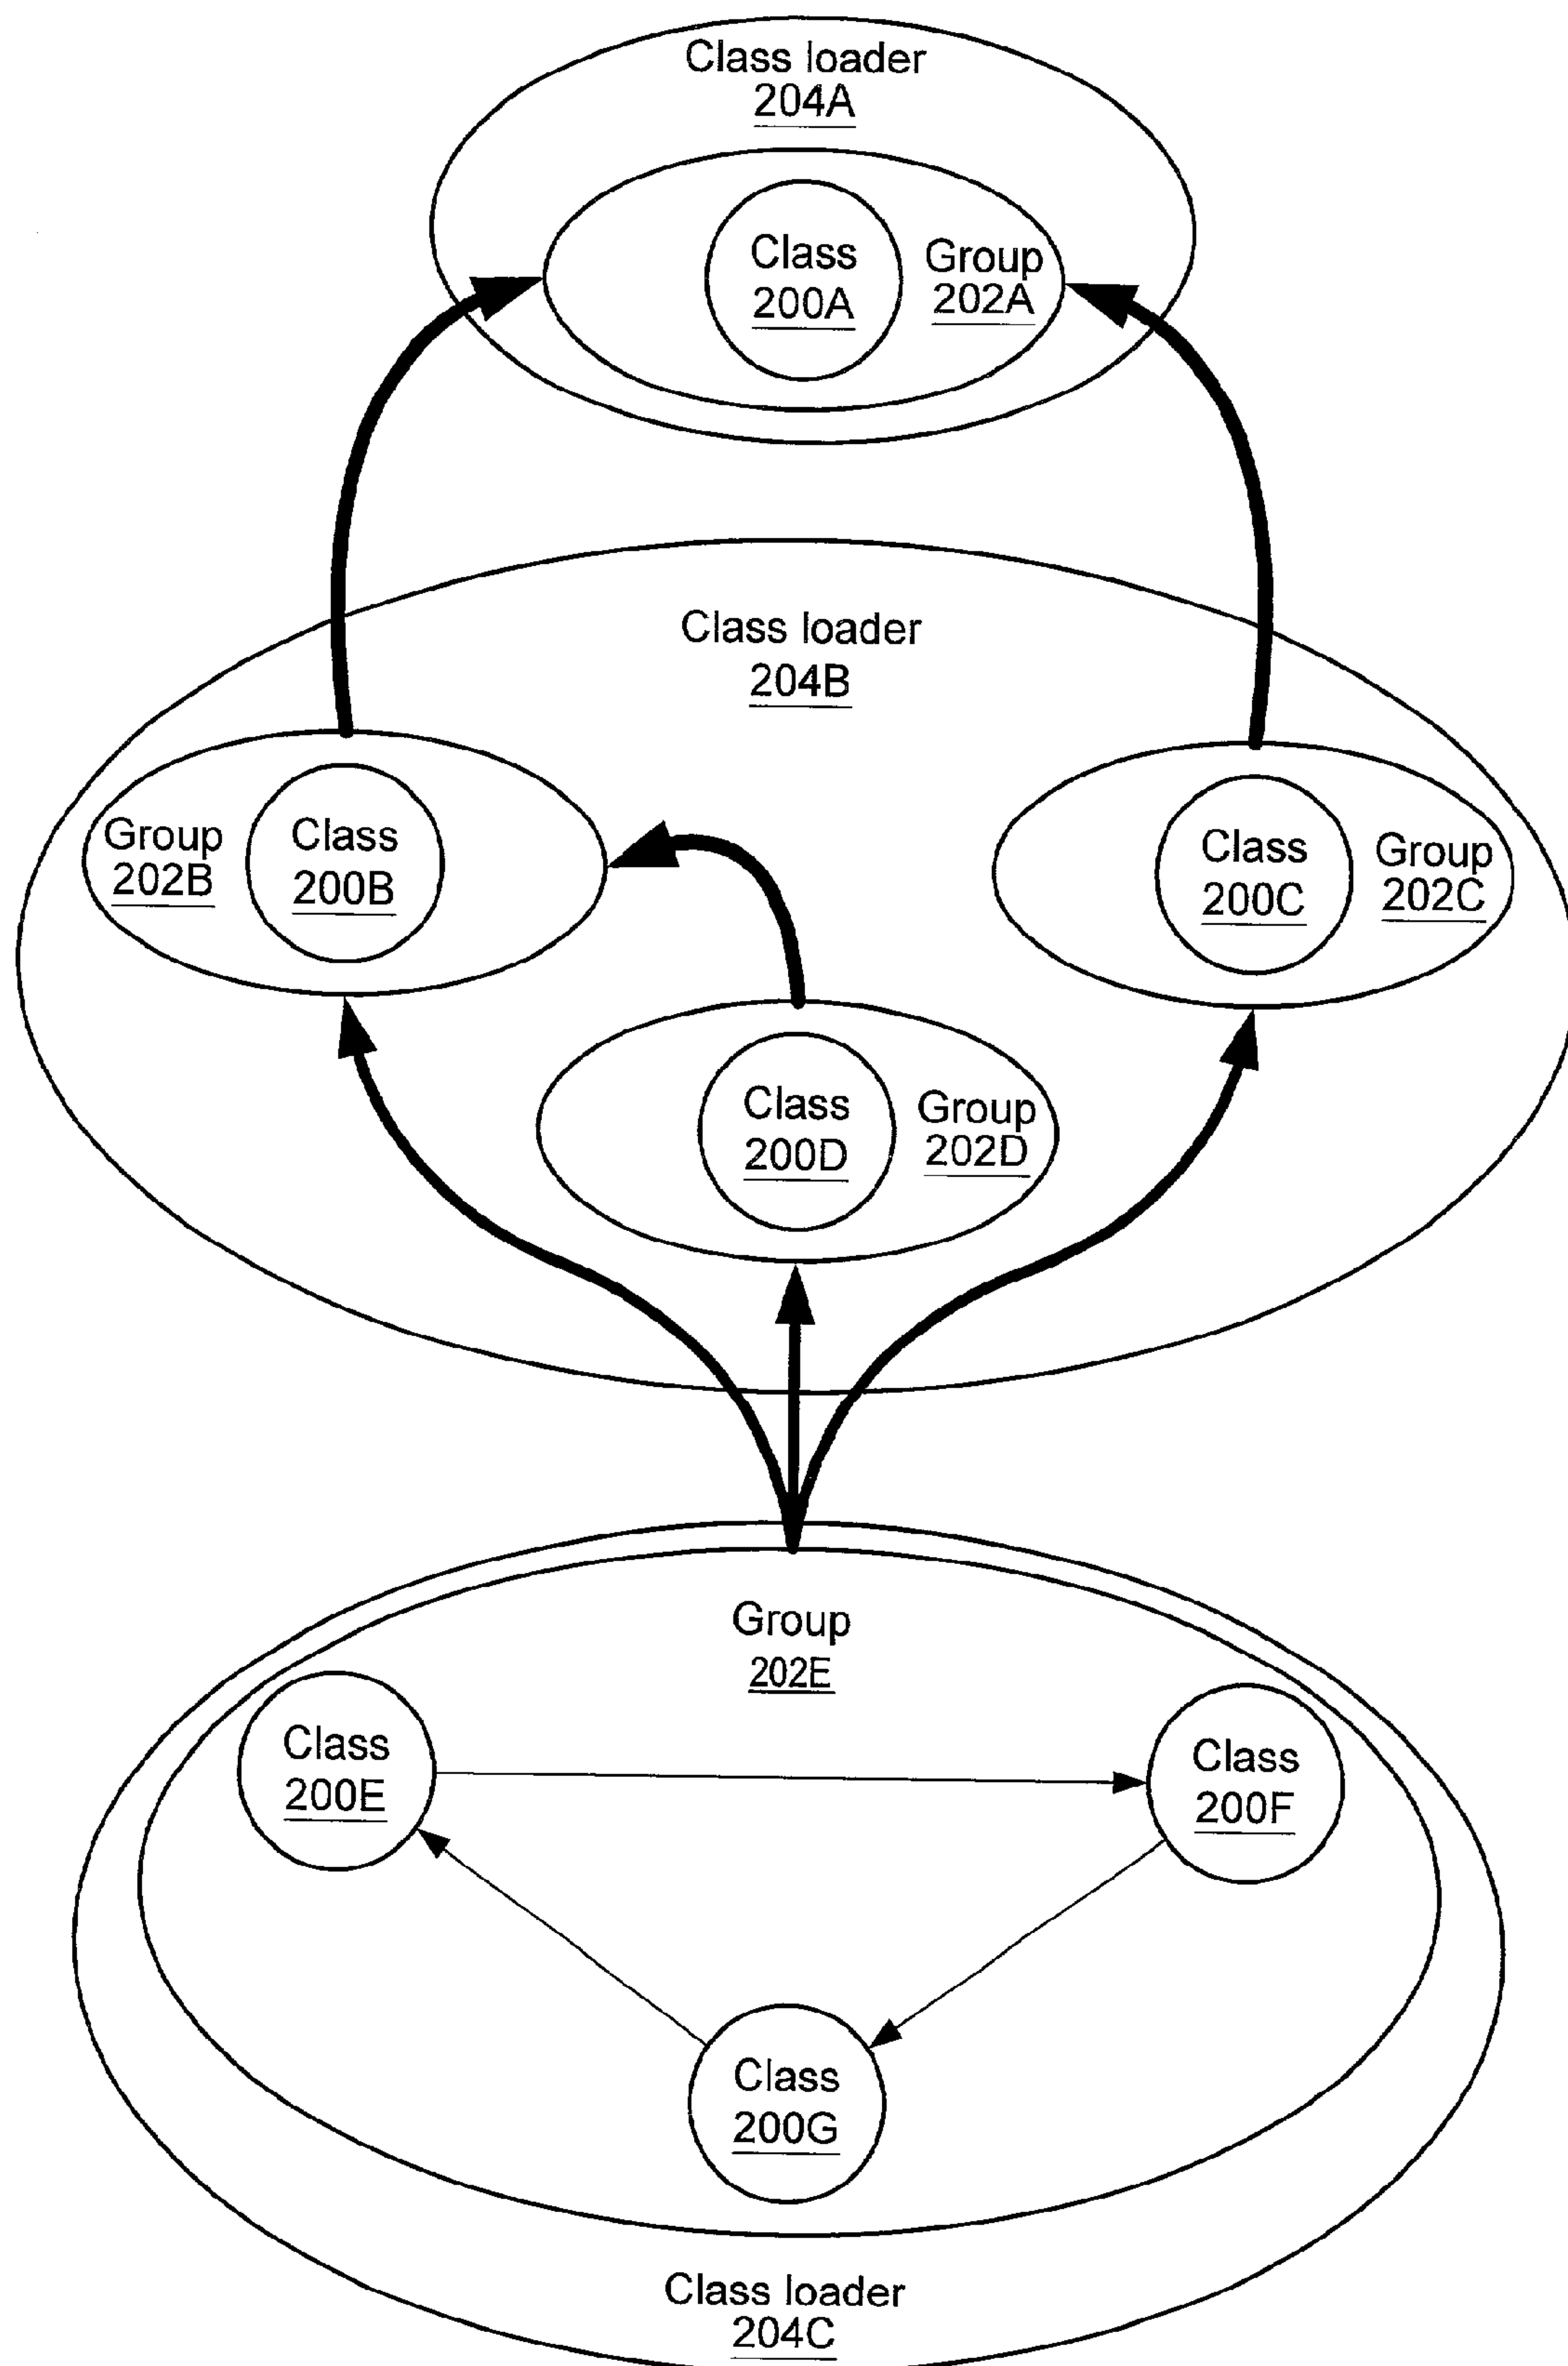 Class loader
204A
Class
200A
Group
202A
Class loader
204B
Group
202B
Class
200B
Class
200C
Group
202C
Class
200D
Group
202D
Group
202E
Class
200E
Class
200F
Class
200G
Class loader
204C